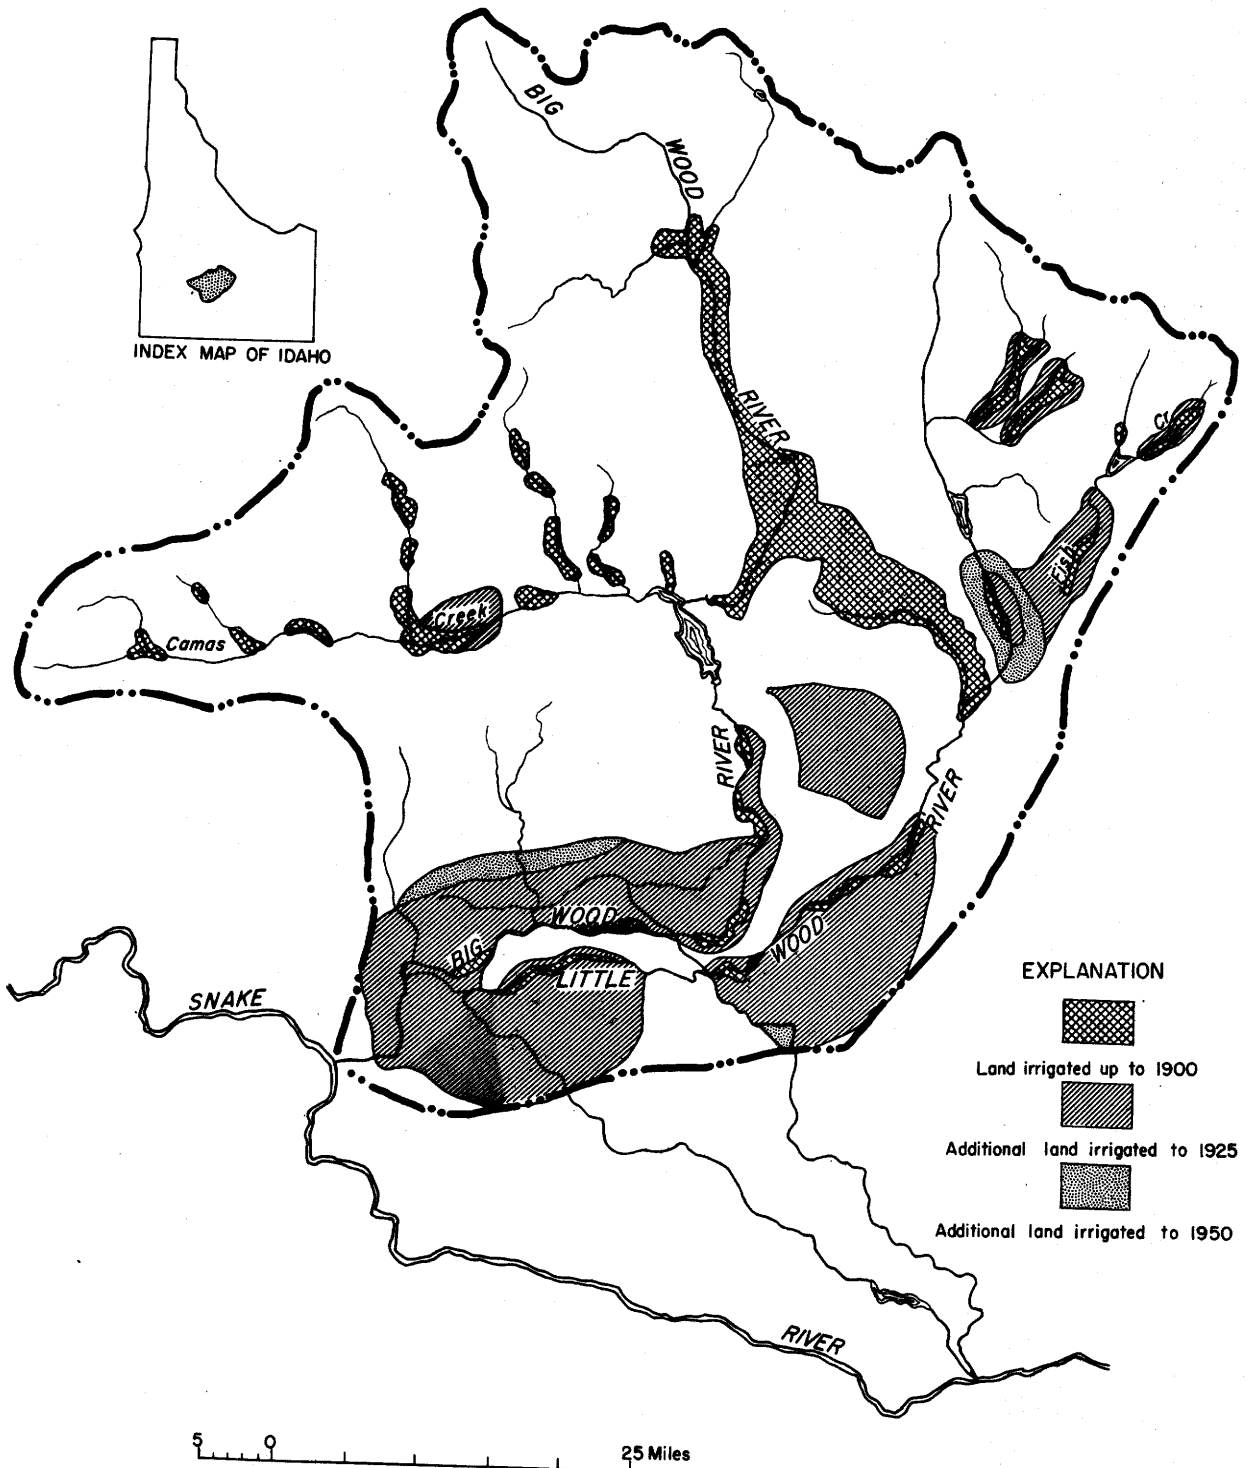 BIG
WOOD
INDEX MAP OF IDAHO
RIVER
Cr.
Fish
Creek
Camas
RIVER
RIVER
WOOD
BIG
WOOD
LITTLE
SNAKE
EXPLANATION
Land irrigated up to 1900
Additional land irrigated to 1925
Additional land irrigated to 1950
RIVER
5 0 25 Miles